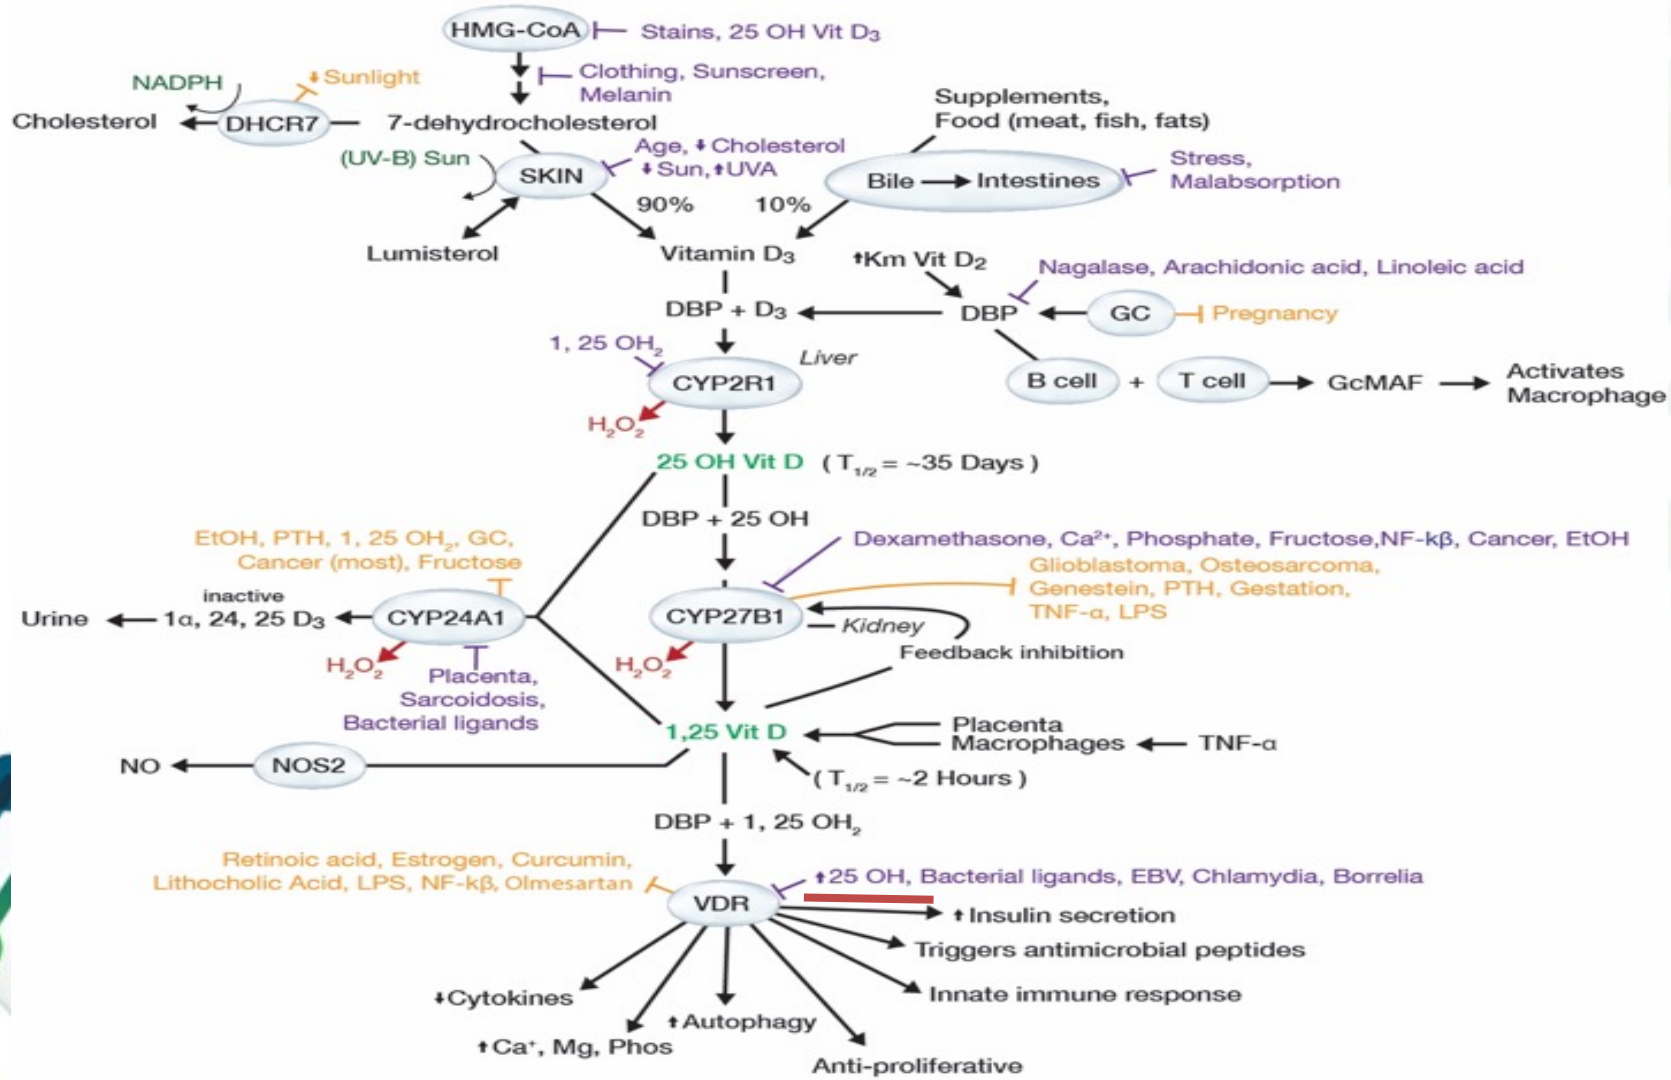 HMG-CoA
Stains, 25 OH Vit D₃
Clothing, Sunscreen,
Melanin
NADPH
Sunlight
Cholesterol
DHCR7
7-dehydrocholesterol
Supplements,
Food (meat, fish, fats)
(UV-B) Sun
SKIN
Age, ⬇Cholesterol
⬇Sun,⬆UVA
Bile
Intestines
Stress,
Malabsorption
90%
10%
Lumisterol
Vitamin D₃
⬆Km Vit D₂
Nagalase, Arachidonic acid, Linoleic acid
DBP + D₃
DBP
GC
Pregnancy
1, 25 OH₂
Liver
CYP2R1
B cell
+
T cell
GcMAF
Activates
Macrophage
H₂O₂
25 OH Vit D
( T₁/₂ = ~35 Days )
DBP + 25 OH
EtOH, PTH, 1, 25 OH₂, GC,
Cancer (most), Fructose
Dexamethasone, Ca²⁺, Phosphate, Fructose,NF-kβ, Cancer, EtOH
Glioblastoma, Osteosarcoma,
Genestein, PTH, Gestation,
TNF-α, LPS
inactive
Urine
1α, 24, 25 D₃
CYP24A1
CYP27B1
Kidney
Feedback inhibition
H₂O₂
H₂O₂
Placenta,
Sarcoidosis,
Bacterial ligands
1,25 Vit D
Placenta
Macrophages
TNF-α
NO
NOS2
( T₁/₂ = ~2 Hours )
DBP + 1, 25 OH₂
Retinoic acid, Estrogen, Curcumin,
Lithocholic Acid, LPS, NF-kβ, Olmesartan
⬆25 OH, Bacterial ligands, EBV, Chlamydia, Borrelia
VDR
⬆Insulin secretion
Triggers antimicrobial peptides
Innate immune response
⬇Cytokines
⬆Autophagy
⬆Ca⁺, Mg, Phos
Anti-proliferative